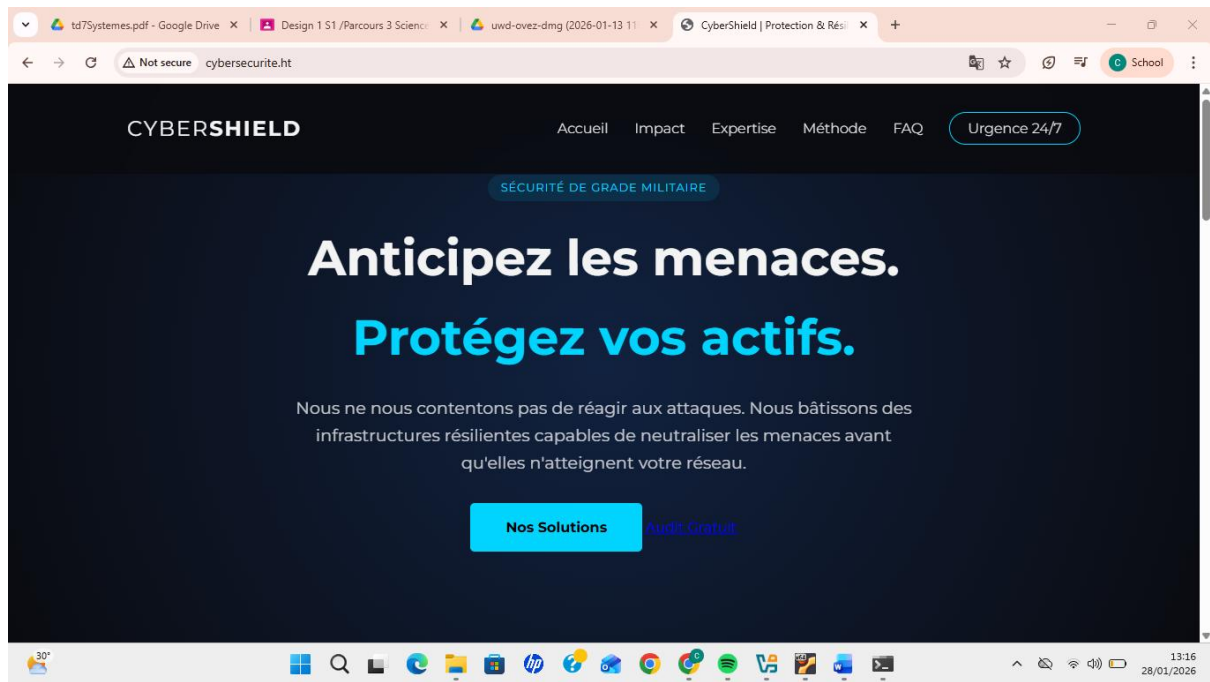 td7Systemes.pdf - Google Drive
Design 1 S1 /Parcours 3 Science
uwd-ovez-dmg (2026-01-13 11
CyberShield | Protection & Rési
Not secure cybersecurite.ht
C School
CYBERSHIELD Accueil Impact Expertise Méthode FAQ Urgence 24/7
SÉCURITÉ DE GRADE MILITAIRE
Anticipez les menaces.
Protégez vos actifs.
Nous ne nous contentons pas de réagir aux attaques. Nous bâtissons des
infrastructures résilientes capables de neutraliser les menaces avant
qu'elles n'atteignent votre réseau.
Nos Solutions Audit Gratuit
30°
13:16
28/01/2026